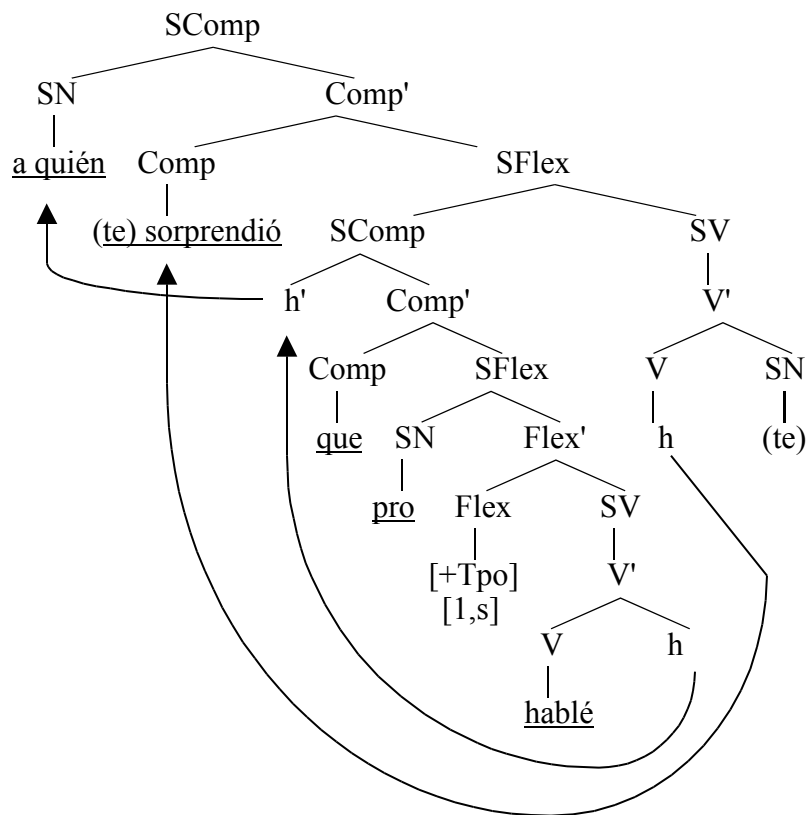 SComp
SN Comp'
a quién Comp SFlex
(te) sorprendió SComp SV
h' Comp' V'
Comp SFlex V SN
que SN Flex' h (te)
pro Flex SV
[+Tpo] V'
[1,s]
V h
hablé